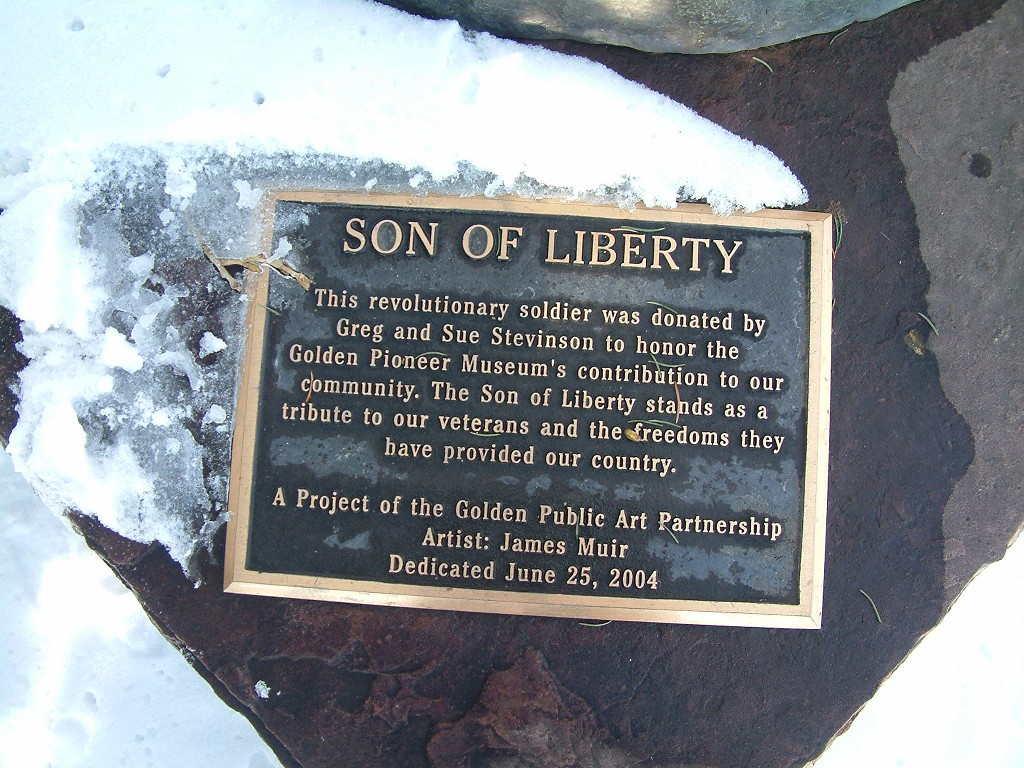 SON OF LIBERTY
This revolutionary soldier was donated by
Greg and Sue Stevinson to honor the
Golden Pioneer Museum's contribution to our
community. The Son of Liberty stands as a
tribute to our veterans and the freedoms they
have provided our country.
A Project of the Golden Public Art Partnership
Artist: James Muir
Dedicated June 25, 2004